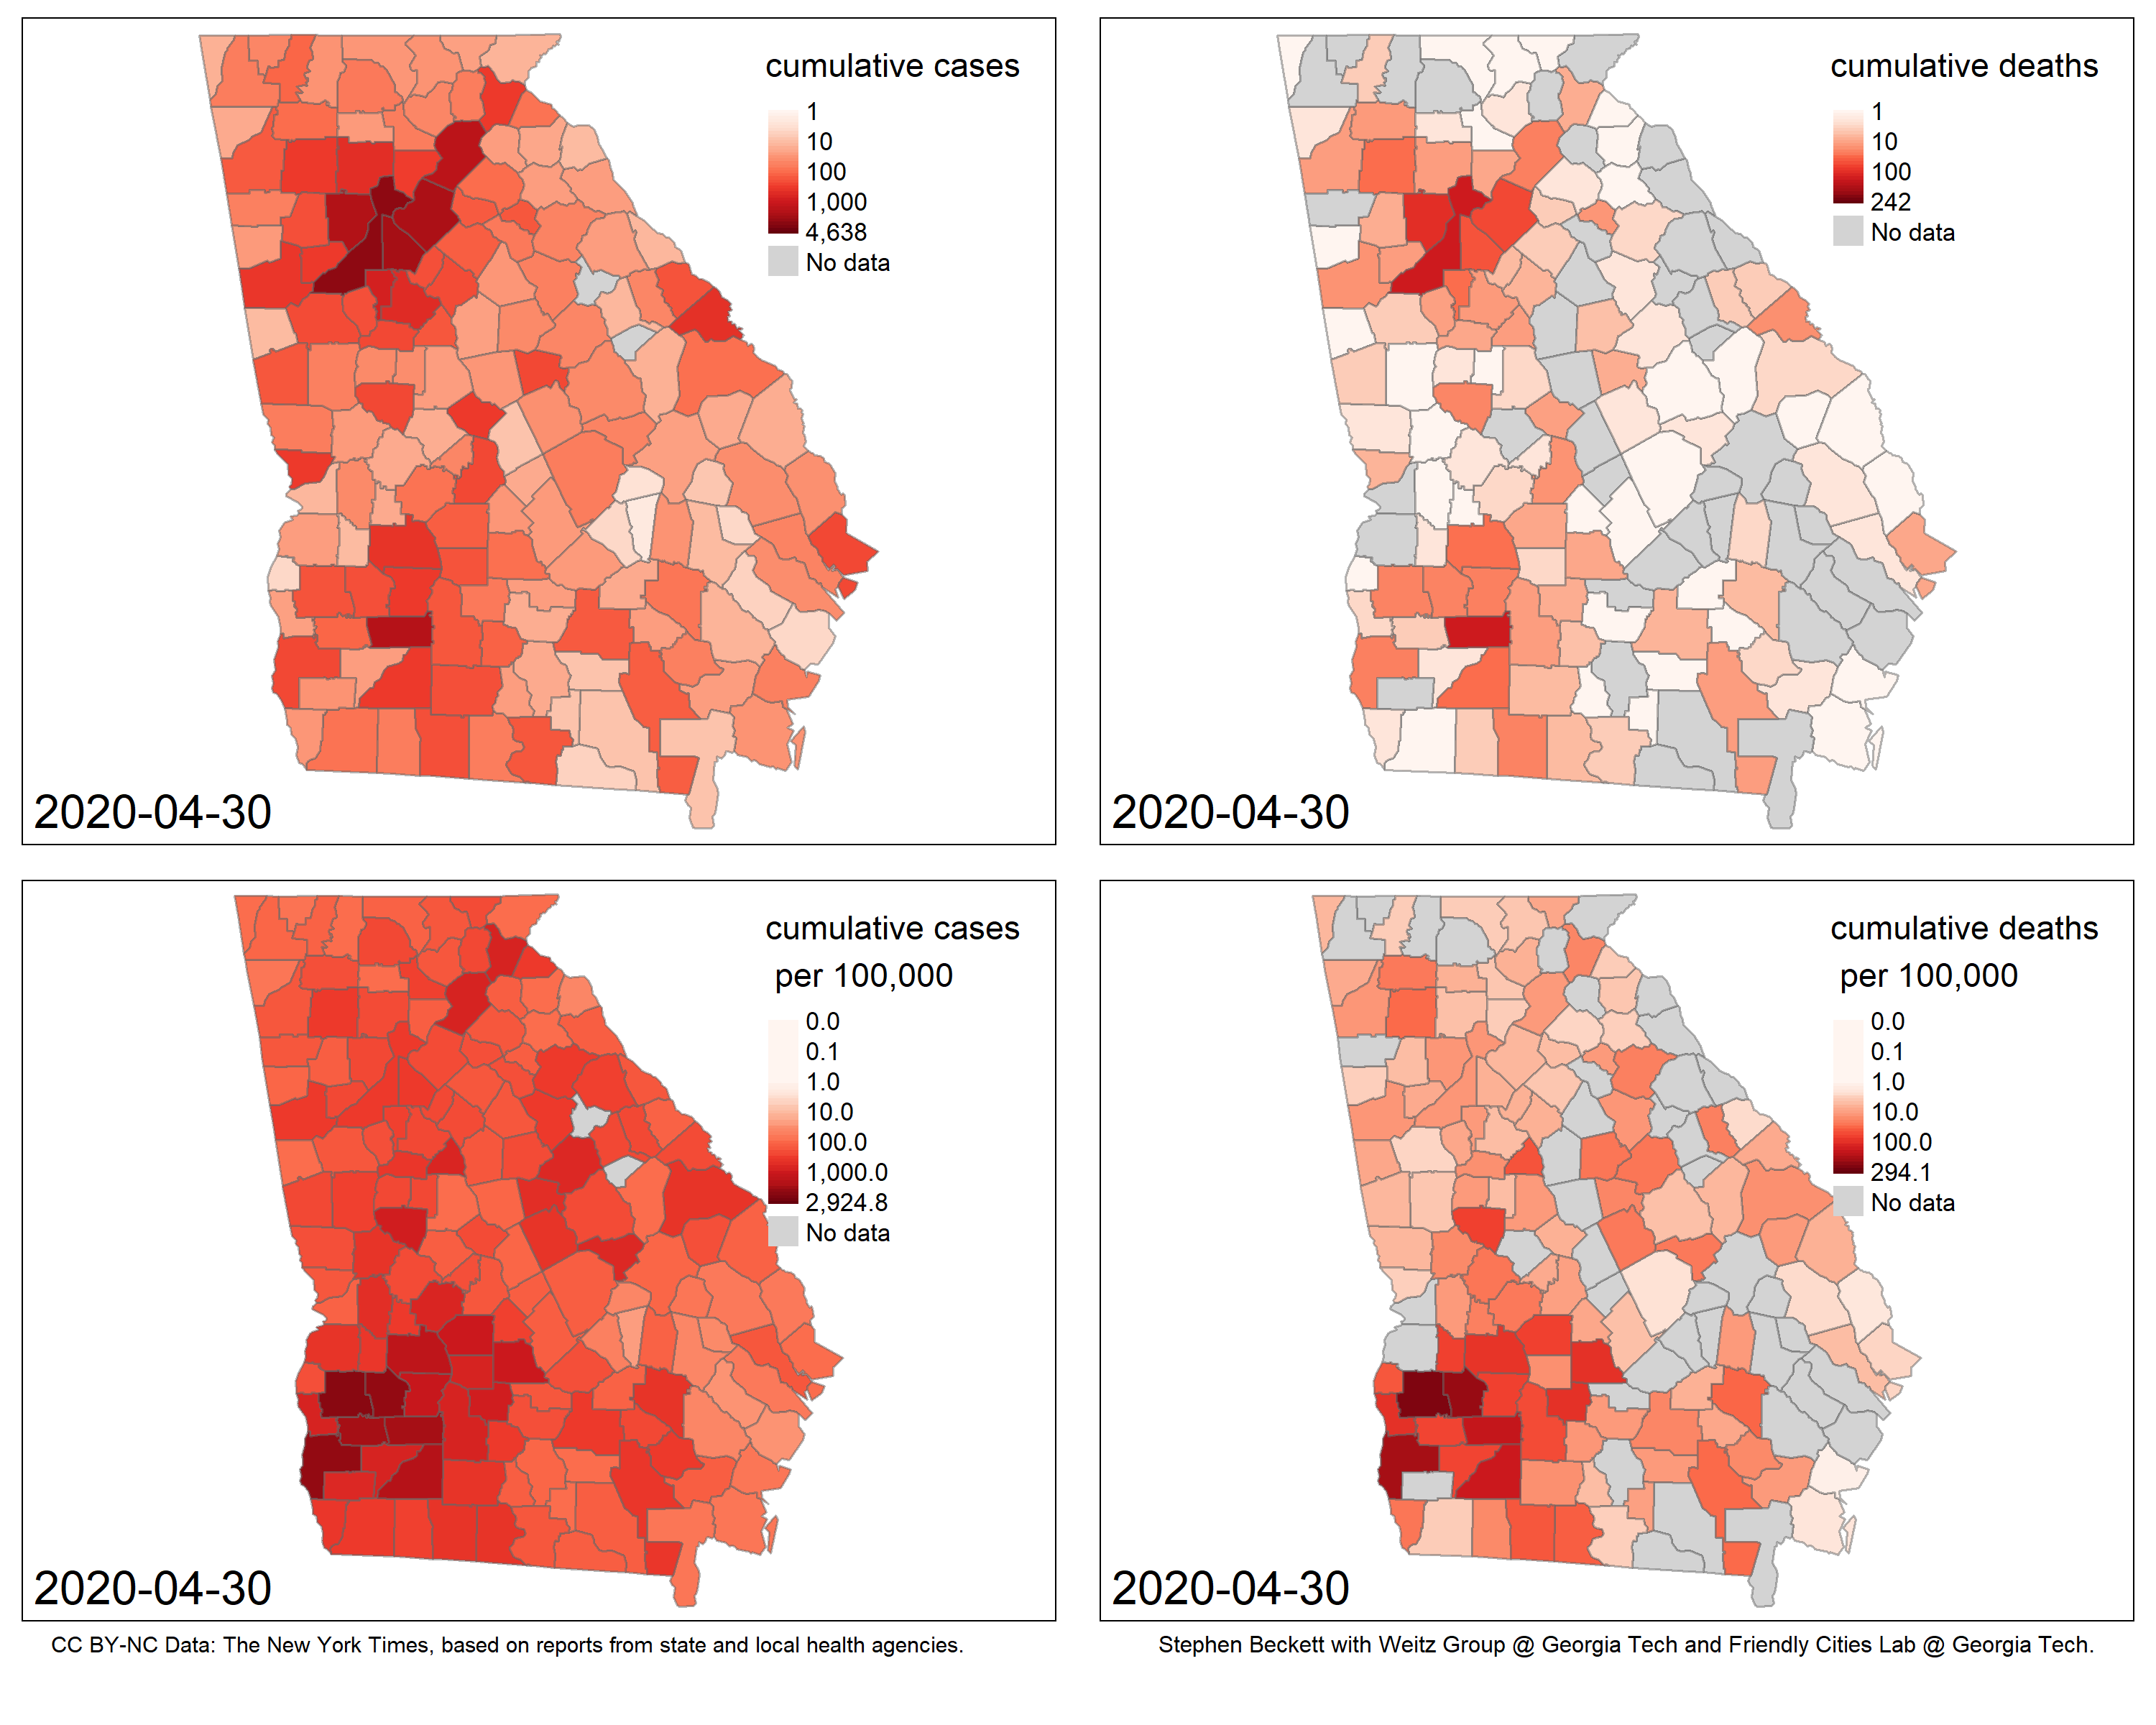 cumulative cases
1
10
100
1,000
4,638
No data
2020-04-30
cumulative deaths
1
10
100
242
No data
2020-04-30
cumulative cases
per 100,000
0.0
0.1
1.0
10.0
100.0
1,000.0
2,924.8
No data
2020-04-30
cumulative deaths
per 100,000
0.0
0.1
1.0
10.0
100.0
294.1
No data
2020-04-30
CC BY-NC Data: The New York Times, based on reports from state and local health agencies.
Stephen Beckett with Weitz Group @ Georgia Tech and Friendly Cities Lab @ Georgia Tech.